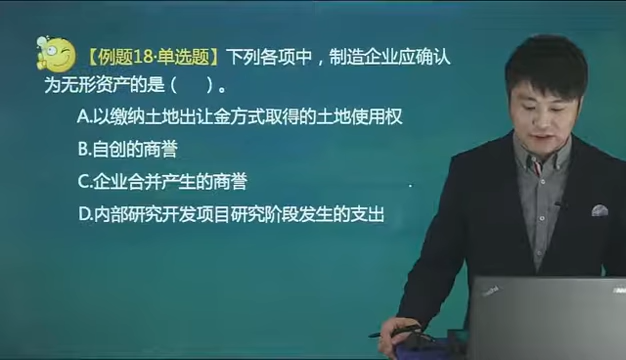 【例题18·单选题】下列各项中，制造企业应确认
为无形资产的是（　）。
A.以缴纳土地出让金方式取得的土地使用权
B.自创的商誉
C.企业合并产生的商誉
D.内部研究开发项目研究阶段发生的支出
ThinkPad